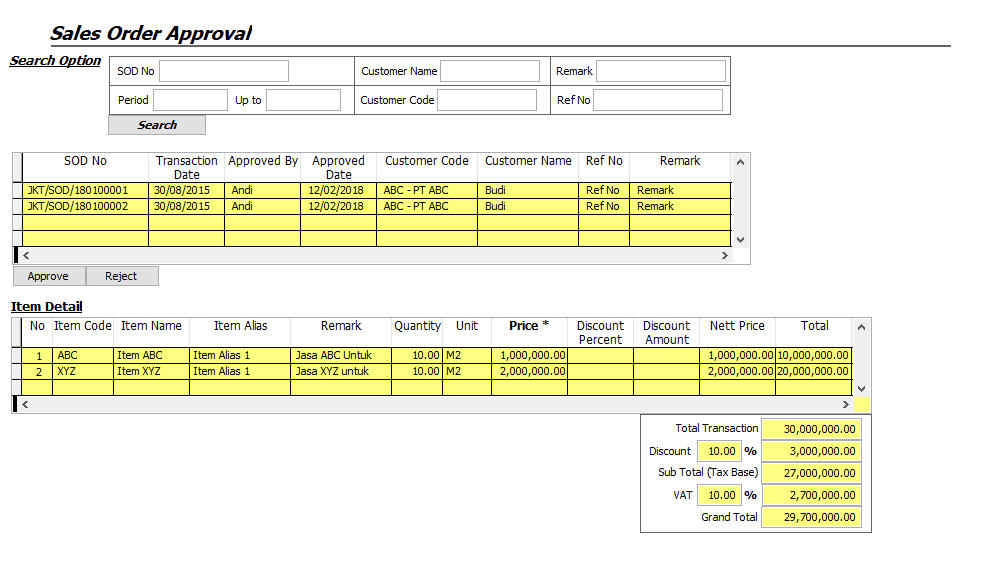 Sales Order Approval
Search Option
SOD No Customer Name Remark
Period Up to Customer Code Ref No
Search
SOD No Transaction Date Approved By Approved Date Customer Code Customer Name Ref No Remark
JKT/SOD/180100001 30/08/2015 Andi 12/02/2018 ABC - PT ABC Budi Ref No Remark
JKT/SOD/180100002 30/08/2015 Andi 12/02/2018 ABC - PT ABC Budi Ref No Remark
Approve Reject
Item Detail
No Item Code Item Name Item Alias Remark Quantity Unit Price * Discount Percent Discount Amount Nett Price Total
1 ABC Item ABC Item Alias 1 Jasa ABC Untuk 10.00 M2 1,000,000.00 1,000,000.00 10,000,000.00
2 XYZ Item XYZ Item Alias 1 Jasa XYZ untuk 10.00 M2 2,000,000.00 2,000,000.00 20,000,000.00
Total Transaction 30,000,000.00
Discount 10.00 % 3,000,000.00
Sub Total (Tax Base) 27,000,000.00
VAT 10.00 % 2,700,000.00
Grand Total 29,700,000.00